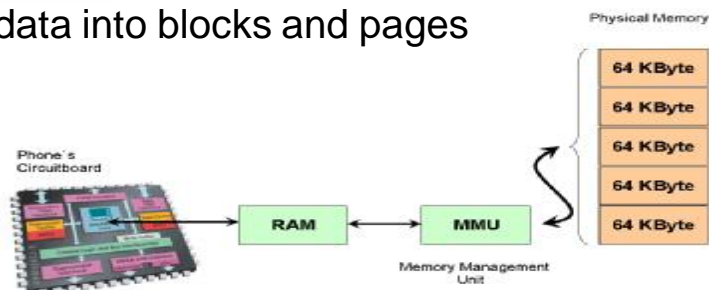 data into blocks and pages
Physical Memory
64 KByte
64 KByte
64 KByte
64 KByte
64 KByte
Phone`s
Circuitboard
RAM
MMU
Memory Management
Unit